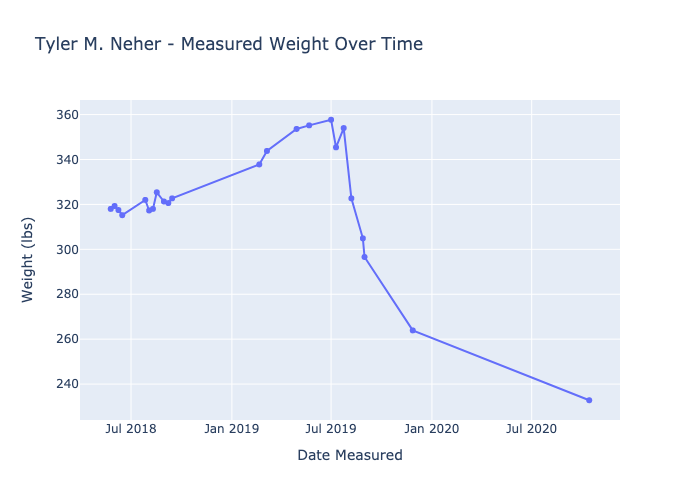 Tyler M. Neher - Measured Weight Over Time
360
340
320
300
280
260
240
Weight (lbs)
Jul 2018 Jan 2019 Jul 2019 Jan 2020 Jul 2020
Date Measured